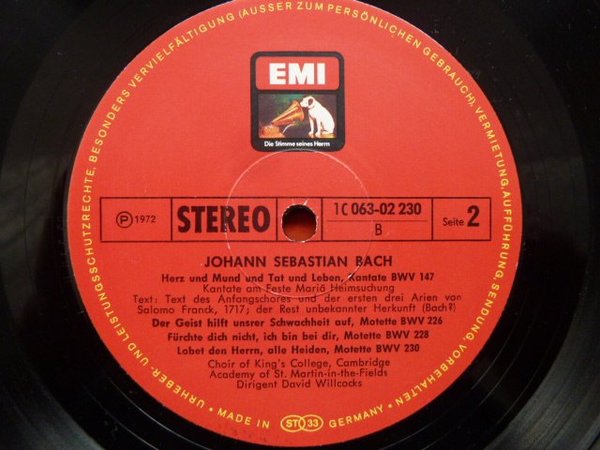 URHEBER- UND LEISTUNGSSCHUTZRECHTE, BESONDERS VERVIELFÄLTIGUNG (AUSSER ZUM PERSÖNLICHEN GEBRAUCH), VERMIETUNG, AUFFÜHRUNG, SENDUNG, VORBEHALTEN
EMI
Die Stimme seines Herrn
Ⓟ 1972
STEREO
1C 063-02 230
B
Seite 2
JOHANN SEBASTIAN BACH
Herz und Mund und Tat und Leben, Kantate BWV 147
Kantate am Feste Mariä Heimsuchung
Text: Text des Anfangschores und der ersten drei Arien von
Salomo Franck, 1717; der Rest unbekannter Herkunft (Bach?)
Der Geist hilft unsrer Schwachheit auf, Motette BWV 226
Fürchte dich nicht, ich bin bei dir, Motette BWV 228
Lobet den Herrn, alle Heiden, Motette BWV 230
Choir of King's College, Cambridge
Academy of St. Martin-in-the-Fields
Dirigent David Willcocks
• MADE IN ST 33 GERMANY •